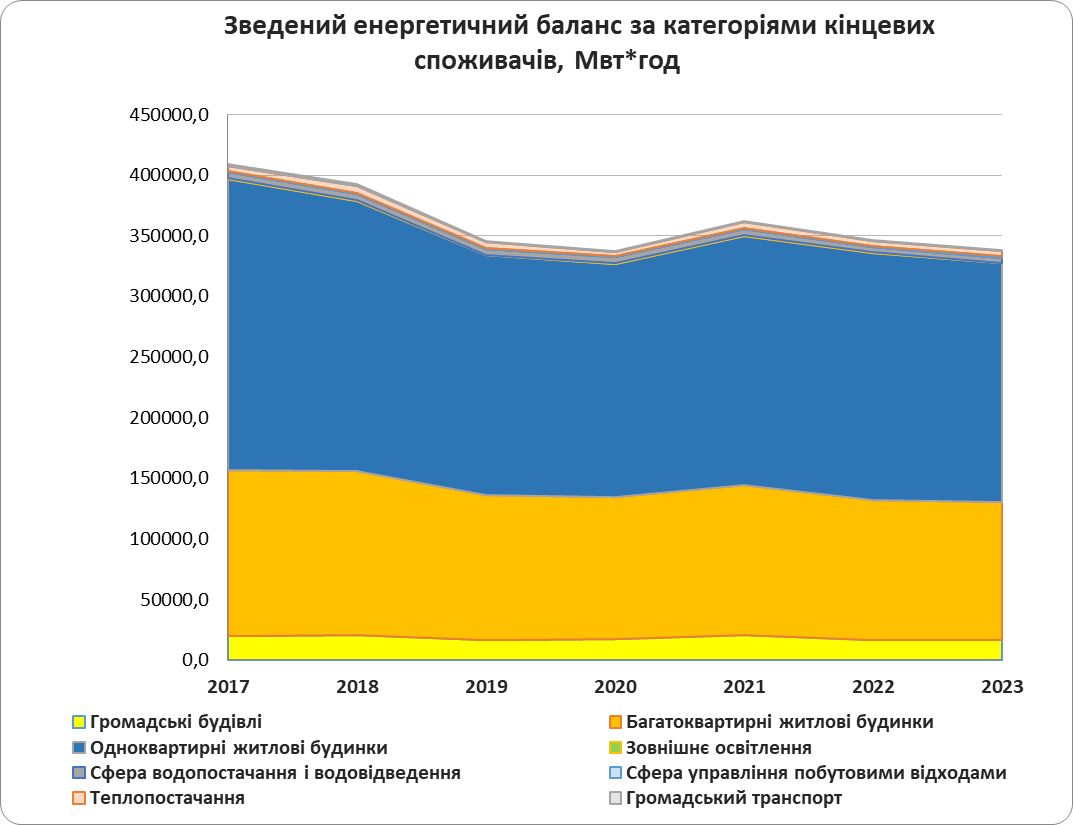 Зведений енергетичний баланс за категоріями кінцевих
споживачів, Мвт*год
450000,0
400000,0
350000,0
300000,0
250000,0
200000,0
150000,0
100000,0
50000,0
0,0
2017 2018 2019 2020 2021 2022 2023
Громадські будівлі Багатоквартирні житлові будинки
Одноквартирні житлові будинки Зовнішнє освітлення
Сфера водопостачання і водовідведення Сфера управління побутовими відходами
Теплопостачання Громадський транспорт